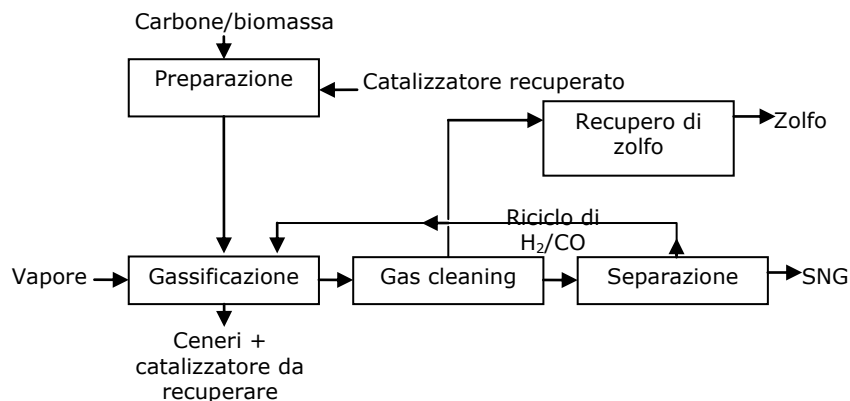 Carbone/biomassa
Preparazione
Catalizzatore recuperato
Recupero di
zolfo
Zolfo
Riciclo di
H₂/CO
Vapore
Gassificazione
Gas cleaning
Separazione
SNG
Ceneri +
catalizzatore da
recuperare